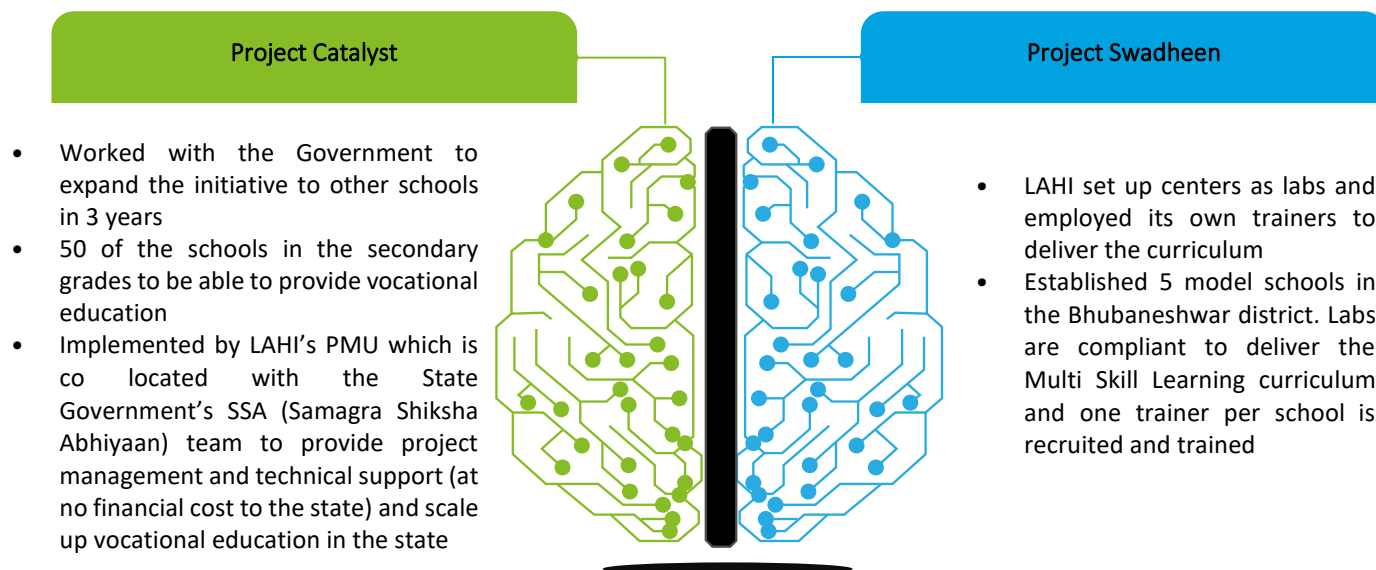 Project Catalyst
• Worked with the Government to
expand the initiative to other schools
in 3 years
• 50 of the schools in the secondary
grades to be able to provide vocational
education
• Implemented by LAHI’s PMU which is
co located with the State
Government’s SSA (Samagra Shiksha
Abhiyaan) team to provide project
management and technical support (at
no financial cost to the state) and scale
up vocational education in the state
Project Swadheen
• LAHI set up centers as labs and
employed its own trainers to
deliver the curriculum
• Established 5 model schools in
the Bhubaneshwar district. Labs
are compliant to deliver the
Multi Skill Learning curriculum
and one trainer per school is
recruited and trained